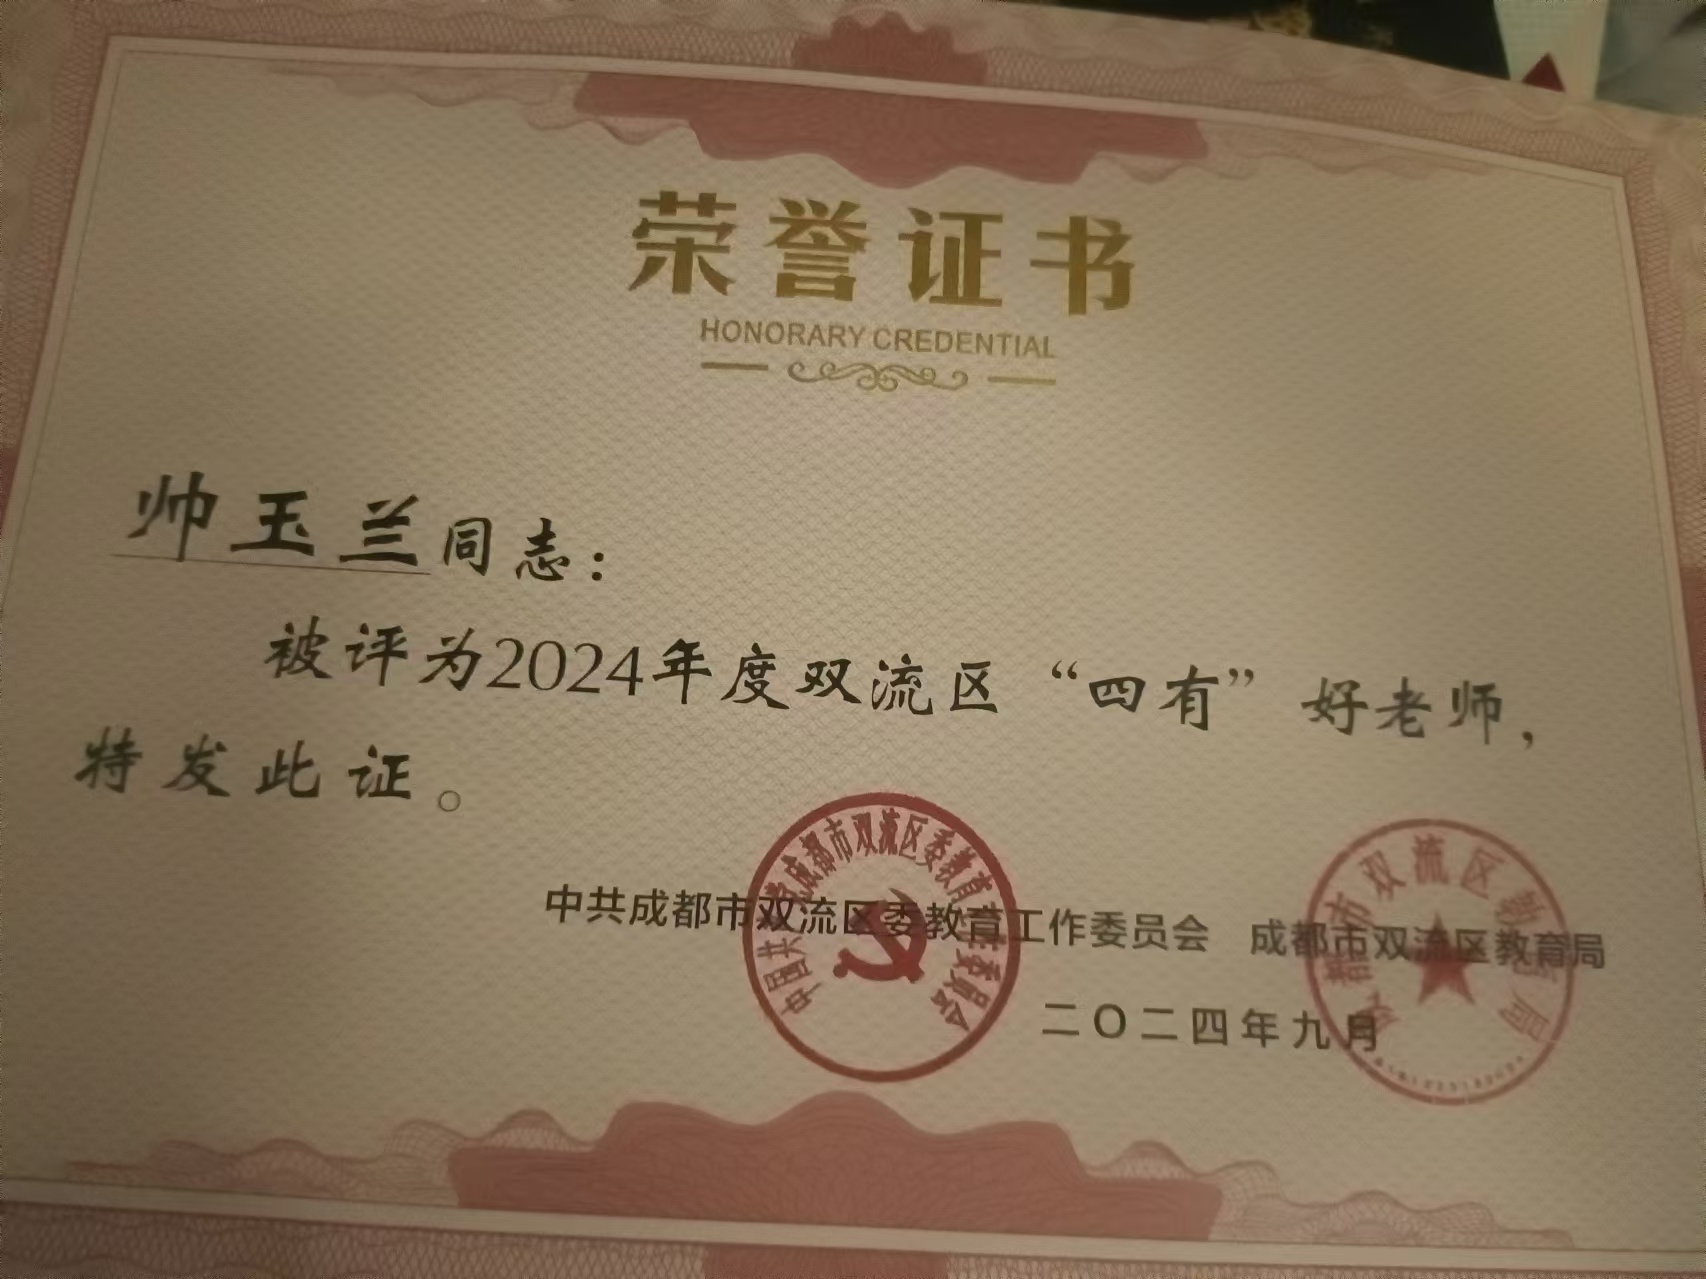 荣誉证书
HONORARY CREDENTIAL
帅玉兰同志：
被评为2024年度双流区“四有”好老师，
特发此证。
中共成都市双流区委教育工作委员会 成都市双流区教育局
二〇二四年九月